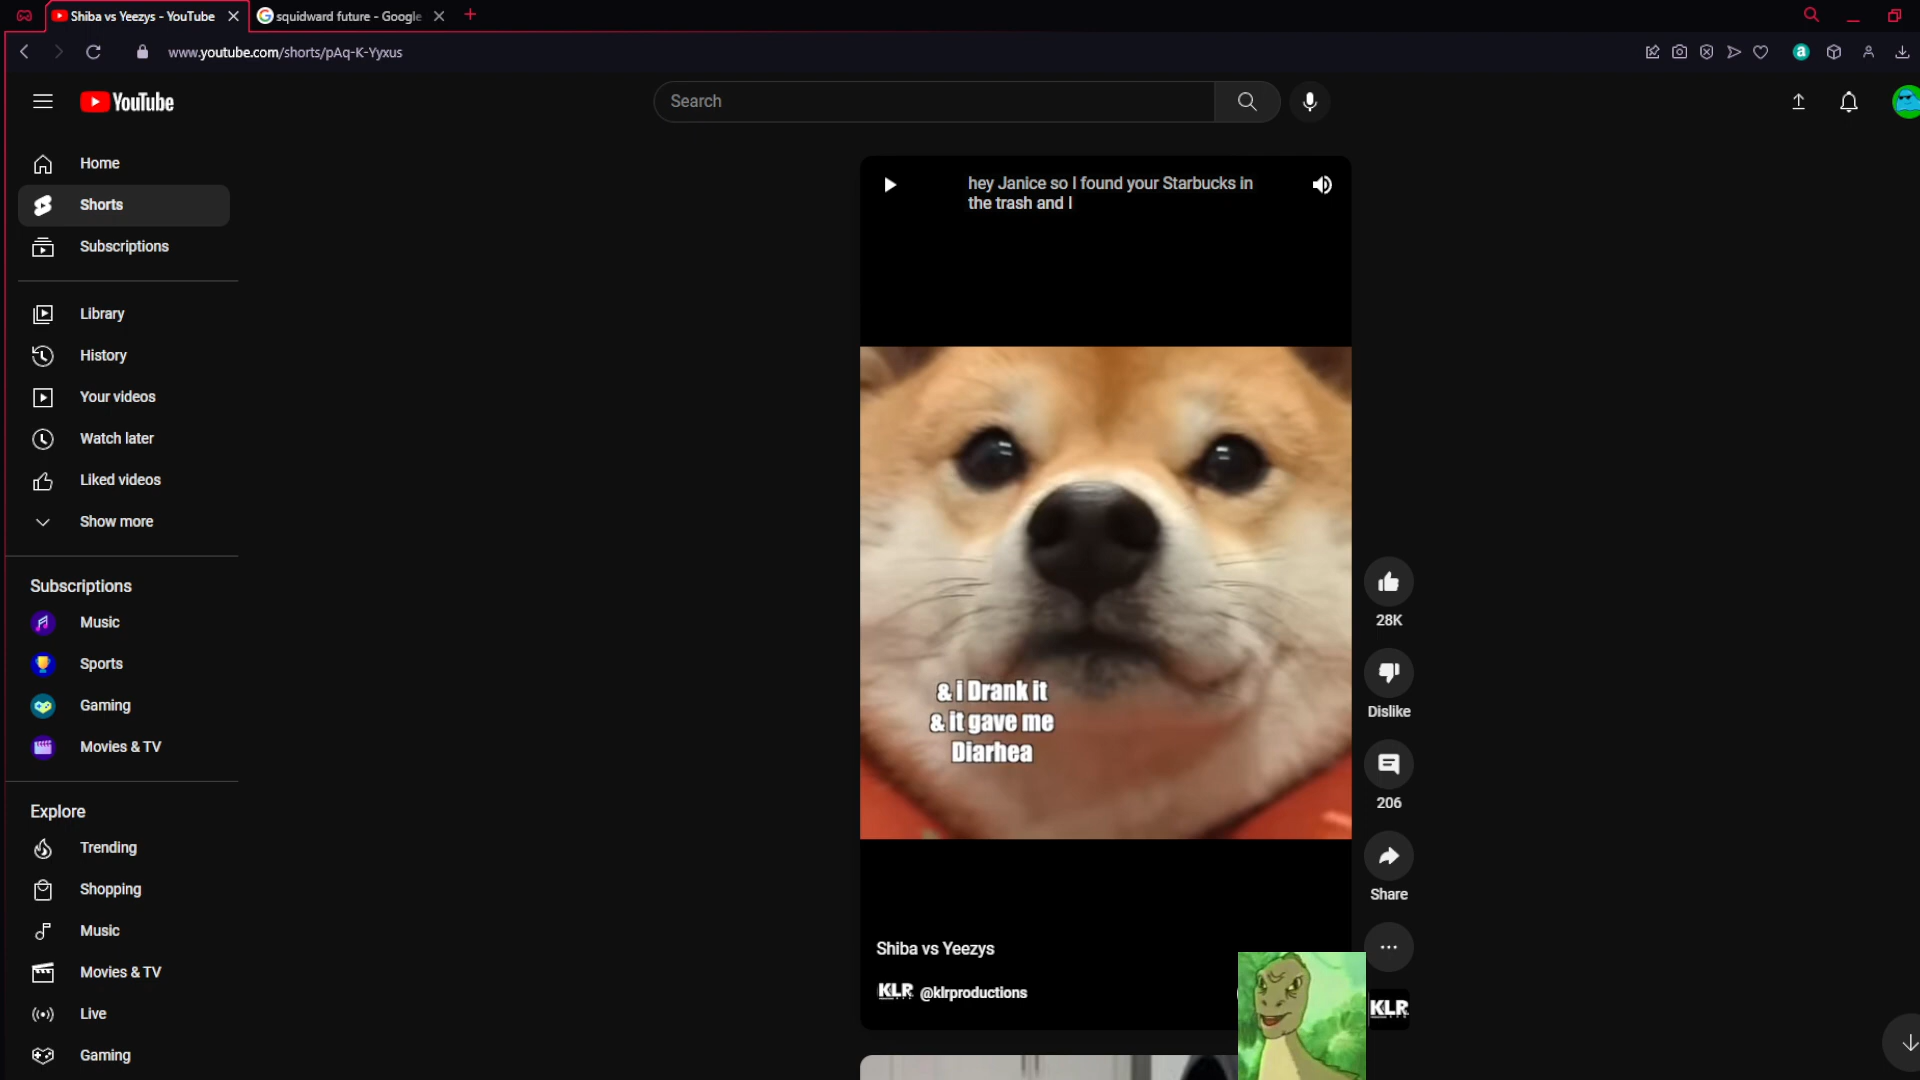 Shiba vs Yeezys - YouTube
squidward future - Google
www.youtube.com/shorts/pAq-K-Yyxus
YouTube
Search
Home
Shorts
Subscriptions
Library
History
Your videos
Watch later
Liked videos
Show more
Subscriptions
Music
Sports
Gaming
Movies & TV
Explore
Trending
Shopping
Music
Movies & TV
Live
Gaming
hey Janice so I found your Starbucks in
the trash and I
& i Drank it
& it gave me
Diarhea
28K
Dislike
206
Share
Shiba vs Yeezys
KLR @klrproductions
KLR